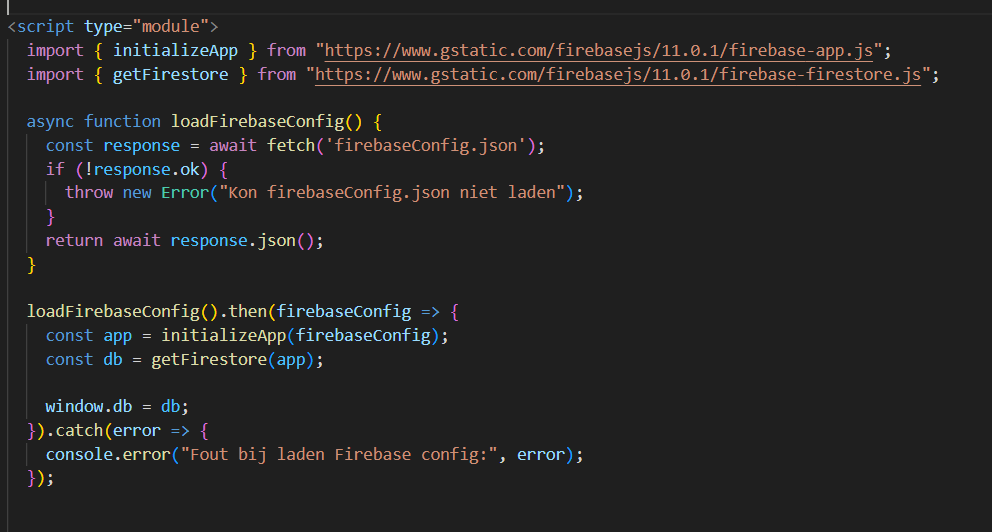 <script type="module">
import { initializeApp } from "https://www.gstatic.com/firebasejs/11.0.1/firebase-app.js";
import { getFirestore } from "https://www.gstatic.com/firebasejs/11.0.1/firebase-firestore.js";
async function loadFirebaseConfig() {
const response = await fetch('firebaseConfig.json');
if (!response.ok) {
throw new Error("Kon firebaseConfig.json niet laden");
}
return await response.json();
}
loadFirebaseConfig().then(firebaseConfig => {
const app = initializeApp(firebaseConfig);
const db = getFirestore(app);
window.db = db;
}).catch(error => {
console.error("Fout bij laden Firebase config:", error);
});